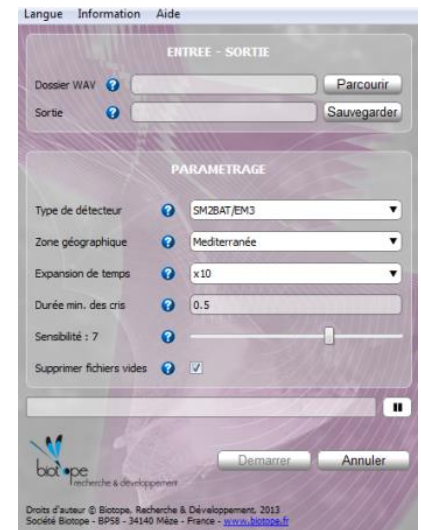 Langue Information Aide
ENTREE - SORTIE
Dossier WAV ? Parcourir
Sortie ? Sauvegarder
PARAMETRAGE
Type de détecteur ? SM2BAT/EM3
Zone géographique ? Mediterranée
Expansion de temps ? x10
Durée min. des cris ? 0.5
Sensibilité : 7 ?
Supprimer fichiers vides ?
biotope
recherche & développement
Demarrer Annuler
Droits d'auteur © Biotope, Recherche & Développement, 2013
Société Biotope - BP58 - 34140 Mèze - France - www.biotope.fr